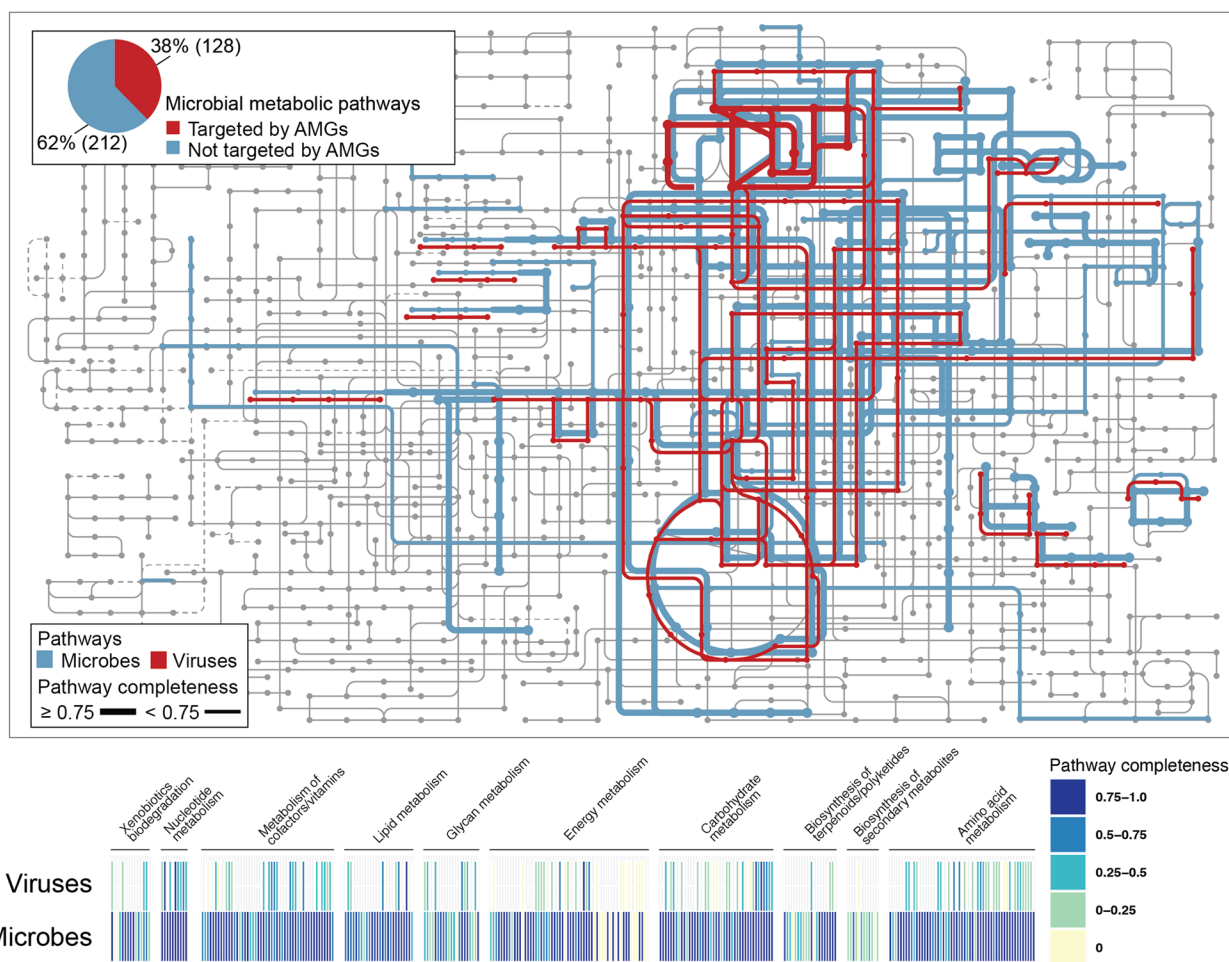 38% (128)
Microbial metabolic pathways
Targeted by AMGs
62% (212)
Not targeted by AMGs
Pathways
Microbes Viruses
Pathway completeness
≥ 0.75 < 0.75
Xenobiotics
biodegradation
Nucleotide
metabolism
Metabolism of
cofactors/vitamins
Lipid metabolism
Glycan metabolism
Energy metabolism
Carbohydrate
metabolism
Biosynthesis of
terpenoids/polyketides
Biosynthesis of
secondary metabolites
Amino acid
metabolism
Pathway completeness
0.75–1.0
0.5–0.75
0.25–0.5
0–0.25
0
Viruses
Microbes